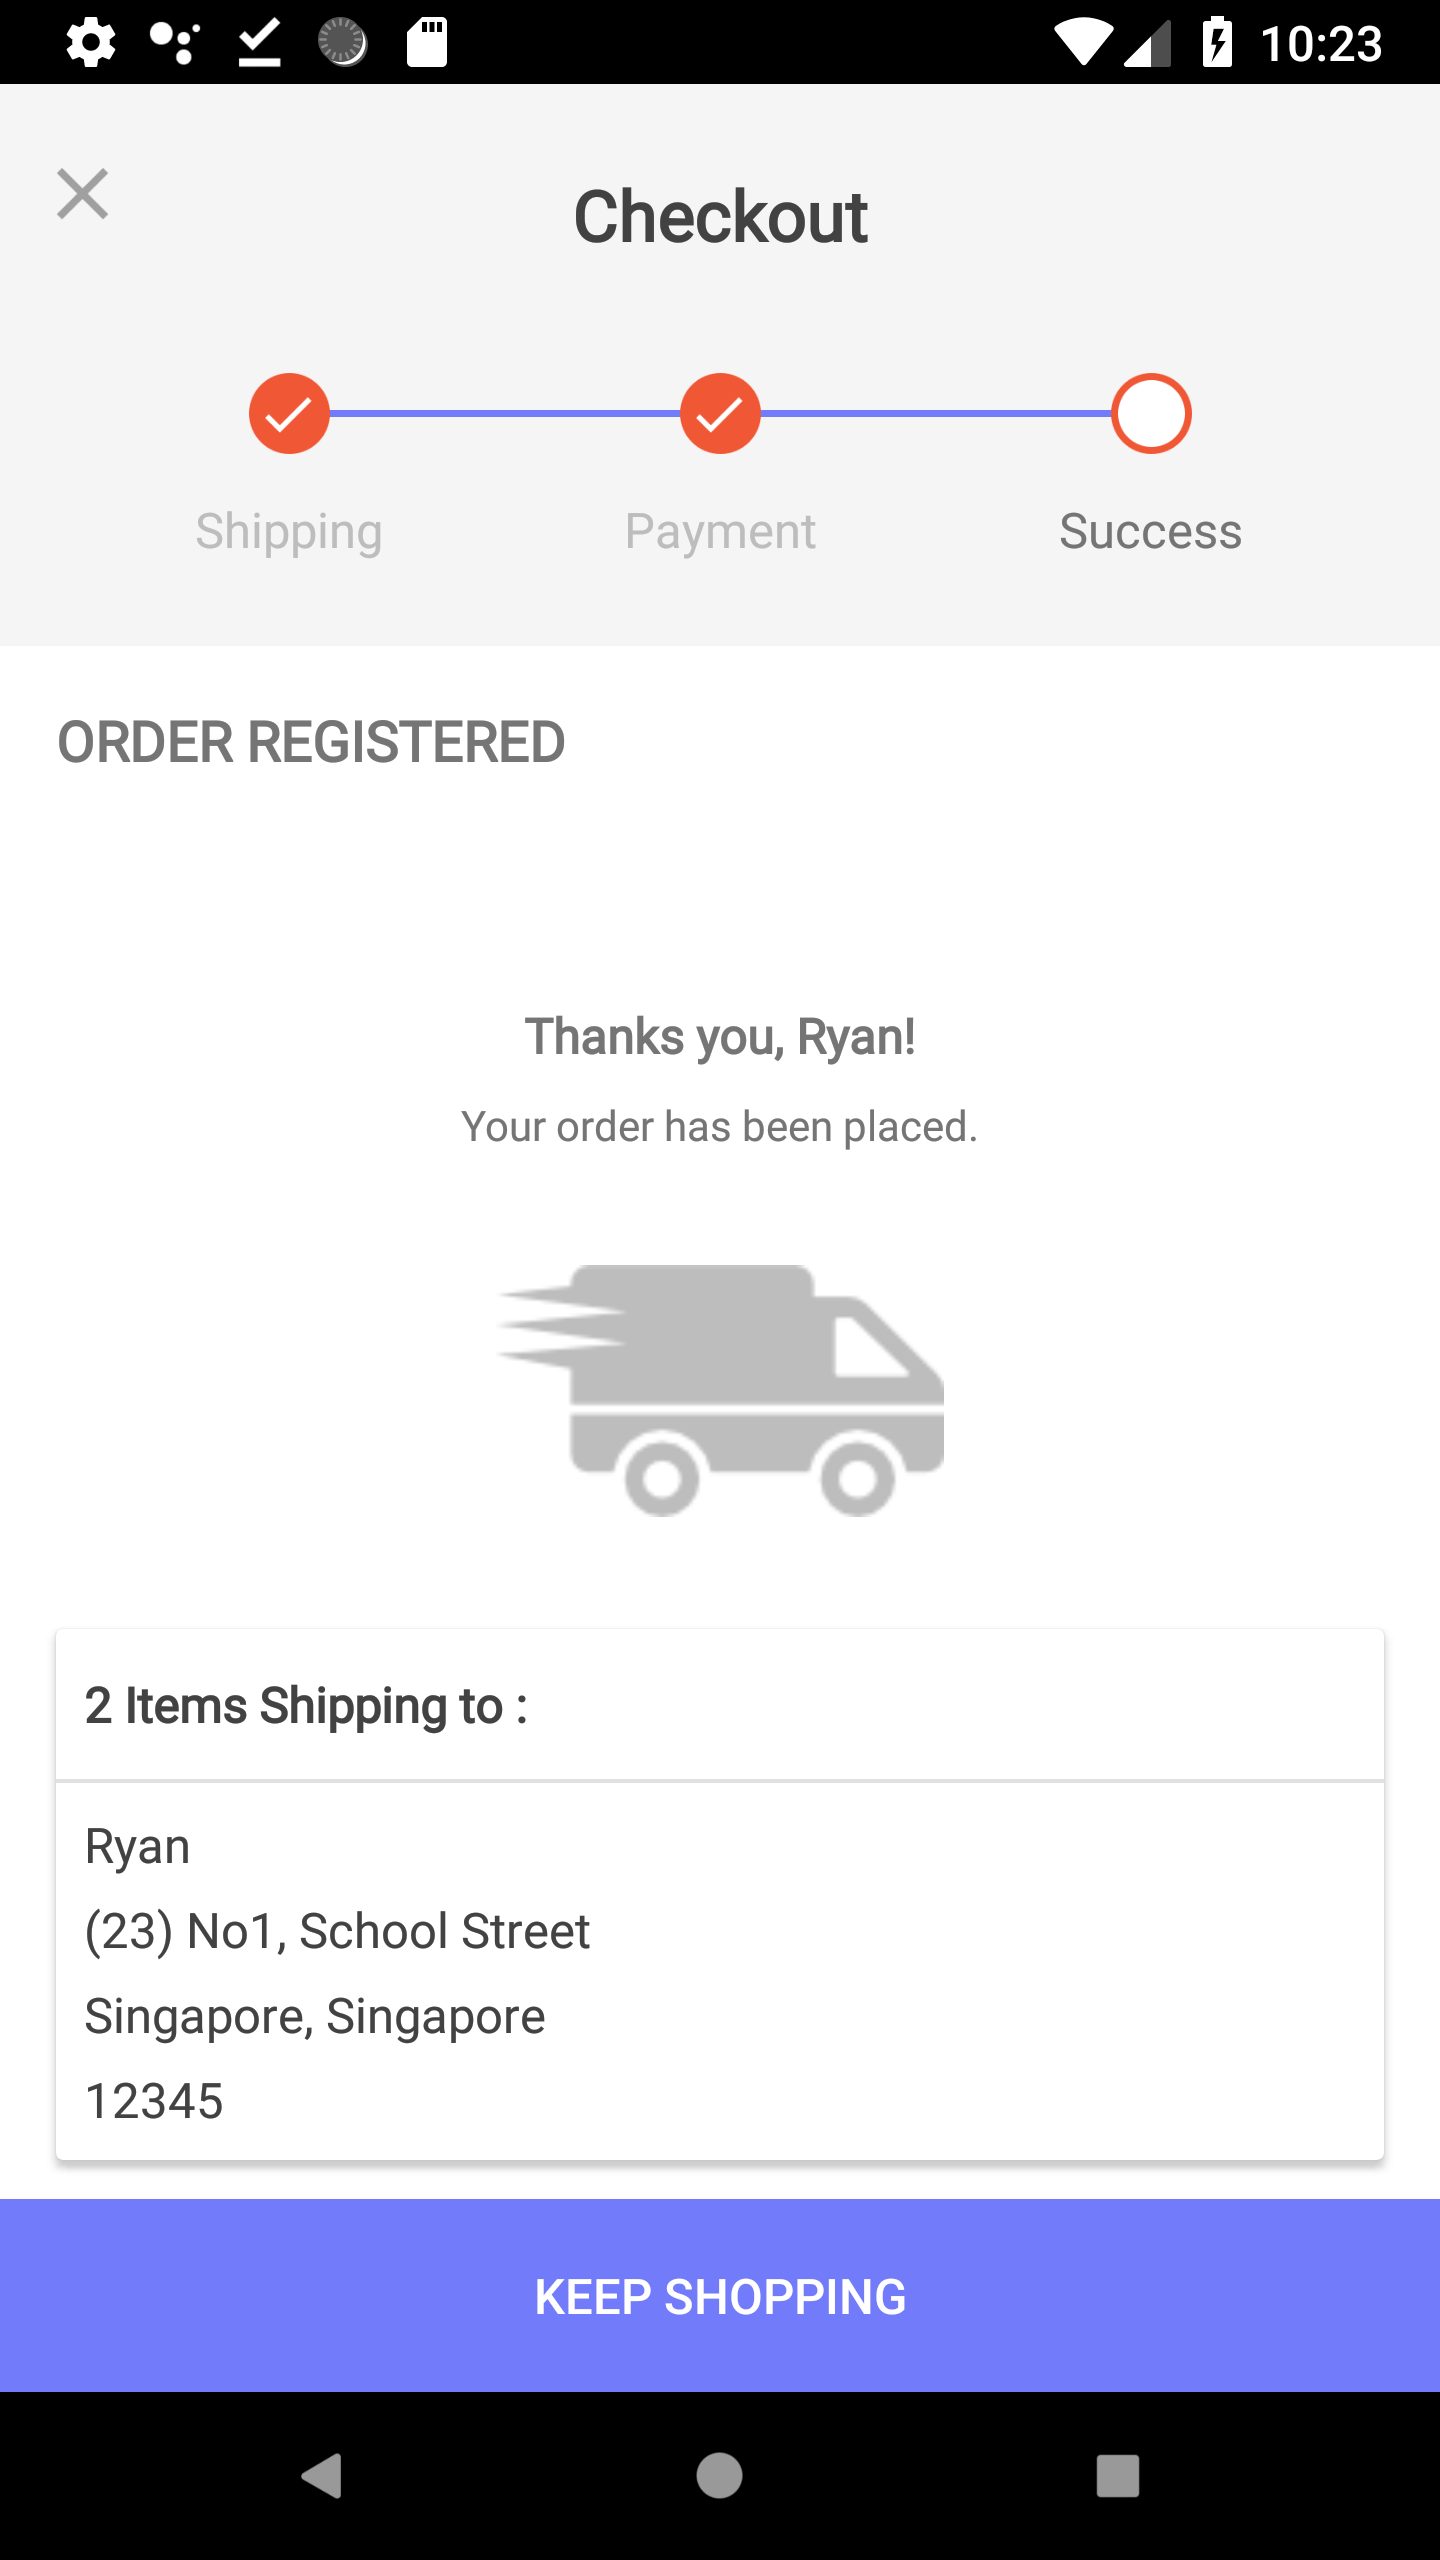 10:23
Checkout
Shipping
Payment
Success
ORDER REGISTERED
Thanks you, Ryan!
Your order has been placed.
2 Items Shipping to :
Ryan
(23) No1, School Street
Singapore, Singapore
12345
KEEP SHOPPING